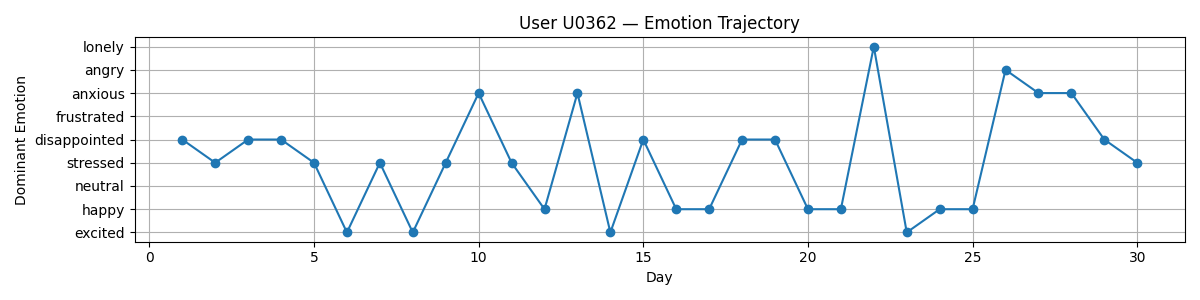 User U0362 — Emotion Trajectory
Dominant Emotion
lonely
angry
anxious
frustrated
disappointed
stressed
neutral
happy
excited
0 5 10 15 20 25 30
Day